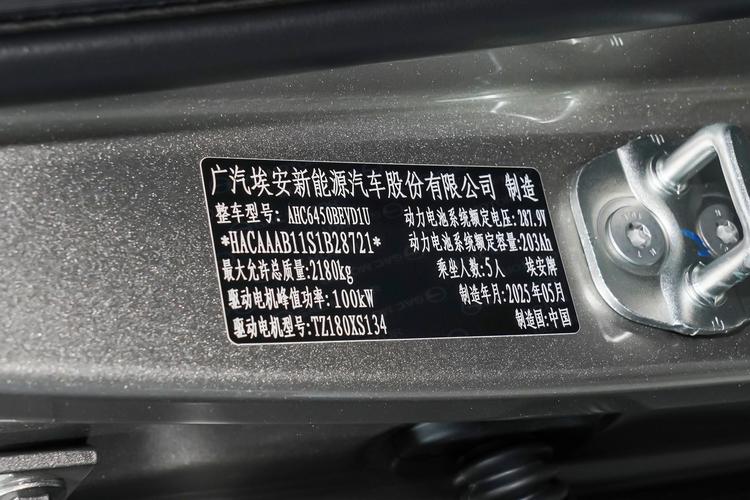 广汽埃安新能源汽车股份有限公司 制造
整车型号: AHC6450BEVD1U 动力电池系统额定电压: 287.9V
*HACAAAB11S1B28721* 动力电池系统额定容量:203Ah
最大允许总质量:2180kg 乘坐人数:5人 埃安牌
驱动电机峰值功率:100kW 制造年月:2025年05月
驱动电机型号:TZ180XS134 制造国:中国